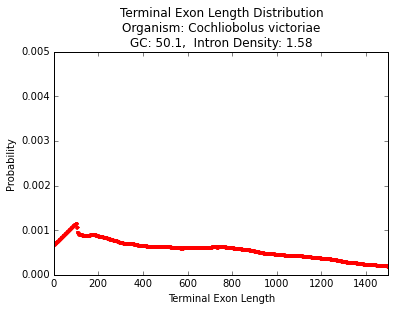 Terminal Exon Length Distribution
Organism: Cochliobolus victoriae
GC: 50.1,  Intron Density: 1.58
0.005
0.004
0.003
0.002
0.001
0.000
Probability
0 200 400 600 800 1000 1200 1400
Terminal Exon Length